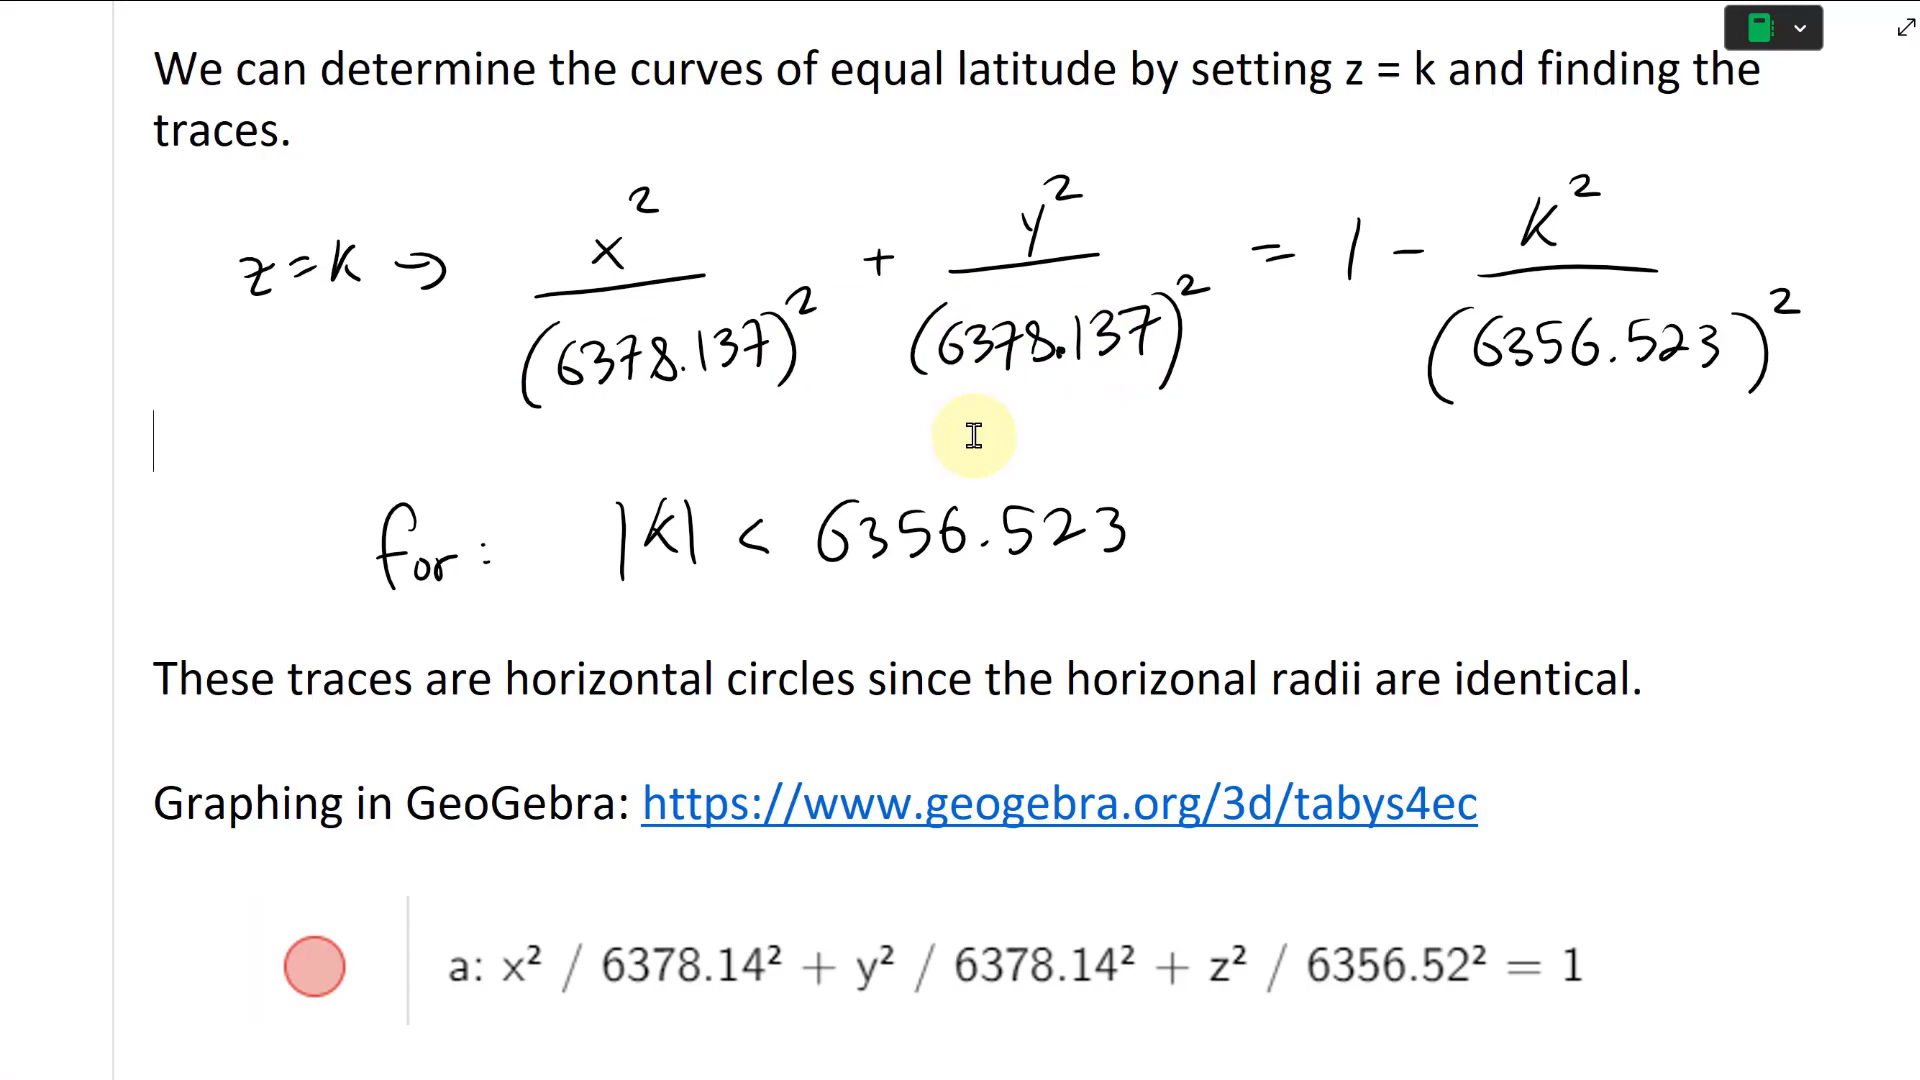 We can determine the curves of equal latitude by setting z = k and finding the
traces.
z = k → x² / (6378.137)² + y² / (6378.137)² = 1 - k² / (6356.523)²
for: |k| < 6356.523
These traces are horizontal circles since the horizonal radii are identical.
Graphing in GeoGebra: https://www.geogebra.org/3d/tabys4ec
a: x² / 6378.14² + y² / 6378.14² + z² / 6356.52² = 1